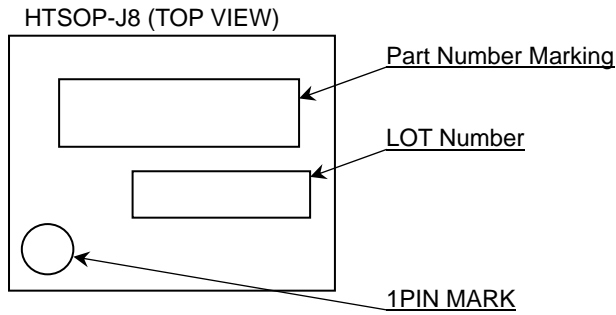 HTSOP-J8 (TOP VIEW)
Part Number Marking
LOT Number
1PIN MARK